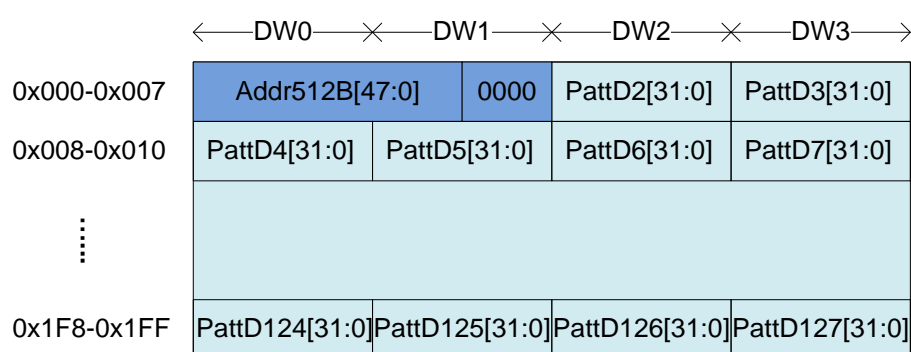 DW0 DW1 DW2 DW3
0x000-0x007 Addr512B[47:0] 0000 PattD2[31:0] PattD3[31:0]
0x008-0x010 PattD4[31:0] PattD5[31:0] PattD6[31:0] PattD7[31:0]
0x1F8-0x1FF PattD124[31:0] PattD125[31:0] PattD126[31:0] PattD127[31:0]